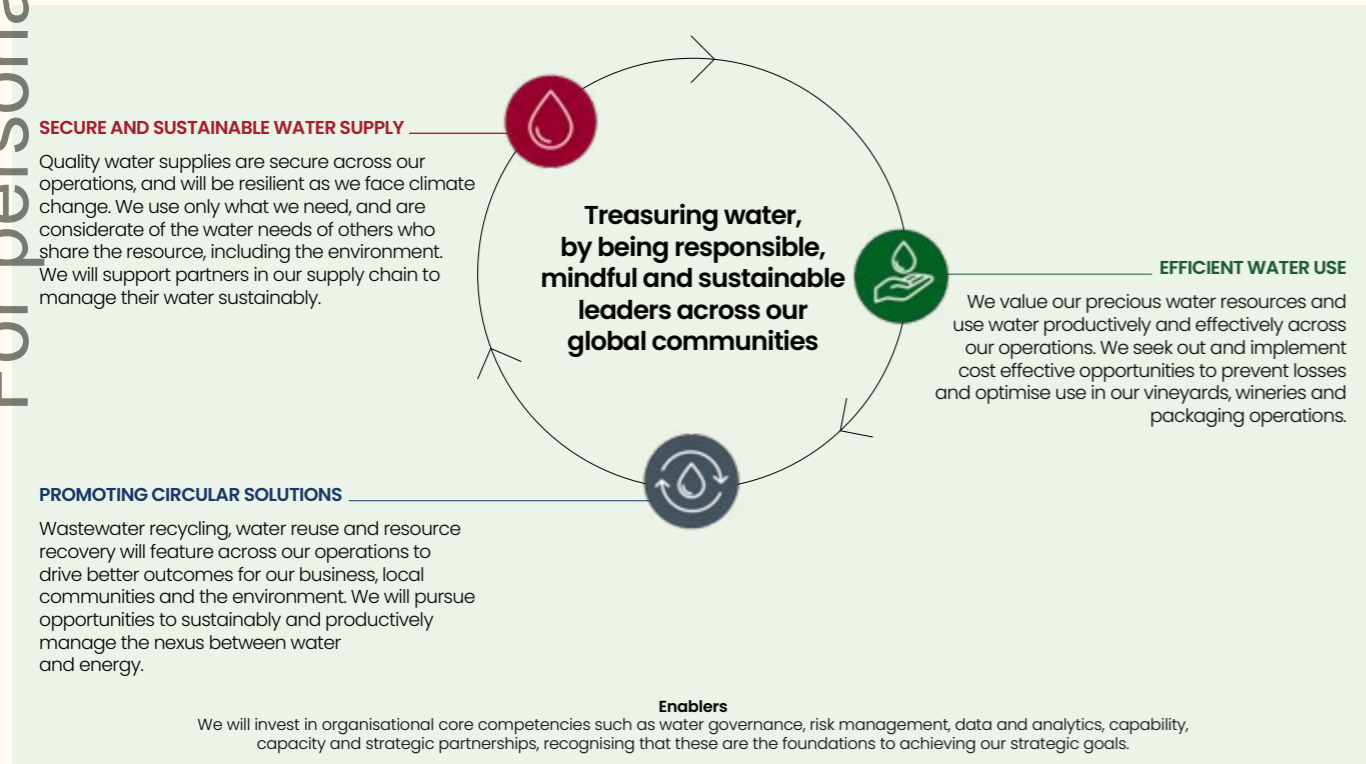 For persona
SECURE AND SUSTAINABLE WATER SUPPLY
Quality water supplies are secure across our
operations, and will be resilient as we face climate
change. We use only what we need, and are
considerate of the water needs of others who
share the resource, including the environment.
We will support partners in our supply chain to
manage their water sustainably.
Treasuring water,
by being responsible,
mindful and sustainable
leaders across our
global communities
EFFICIENT WATER USE
We value our precious water resources and
use water productively and effectively across
our operations. We seek out and implement
cost effective opportunities to prevent losses
and optimise use in our vineyards, wineries and
packaging operations.
PROMOTING CIRCULAR SOLUTIONS
Wastewater recycling, water reuse and resource
recovery will feature across our operations to
drive better outcomes for our business, local
communities and the environment. We will pursue
opportunities to sustainably and productively
manage the nexus between water
and energy.
Enablers
We will invest in organisational core competencies such as water governance, risk management, data and analytics, capability,
capacity and strategic partnerships, recognising that these are the foundations to achieving our strategic goals.